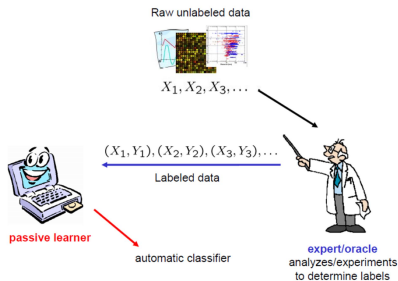 Raw unlabeled data
X₁, X₂, X₃, . . .
(X₁, Y₁), (X₂, Y₂), (X₃, Y₃), . . .
Labeled data
passive learner
automatic classifier
expert/oracle
analyzes/experiments
to determine labels